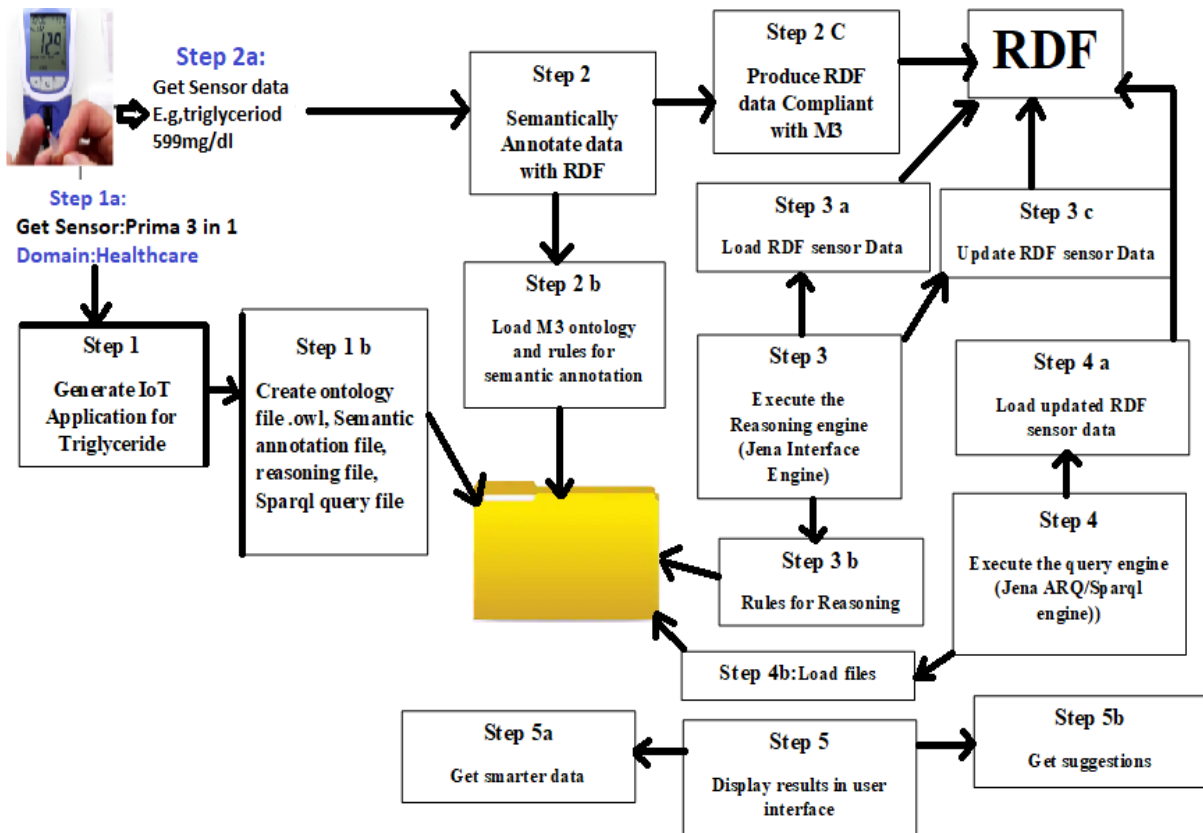 129
Step 2a:
Get Sensor data
E.g,triglyceriod
599mg/dl
Step 1a:
Get Sensor:Prima 3 in 1
Domain:Healthcare
Step 1
Generate IoT
Application for
Triglyceride
Step 1 b
Create ontology
file .owl, Semantic
annotation file,
reasoning file,
Sparql query file
Step 2
Semantically
Annotate data
with RDF
Step 2 b
Load M3 ontology
and rules for
semantic annotation
Step 2 C
Produce RDF
data Compliant
with M3
RDF
Step 3 a
Load RDF sensor Data
Step 3 c
Update RDF sensor Data
Step 3
Execute the
Reasoning engine
(Jena Interface
Engine)
Step 3 b
Rules for Reasoning
Step 4 a
Load updated RDF
sensor data
Step 4
Execute the query engine
(Jena ARQ/Sparql
engine))
Step 4b:Load files
Step 5a
Get smarter data
Step 5
Display results in user
interface
Step 5b
Get suggestions